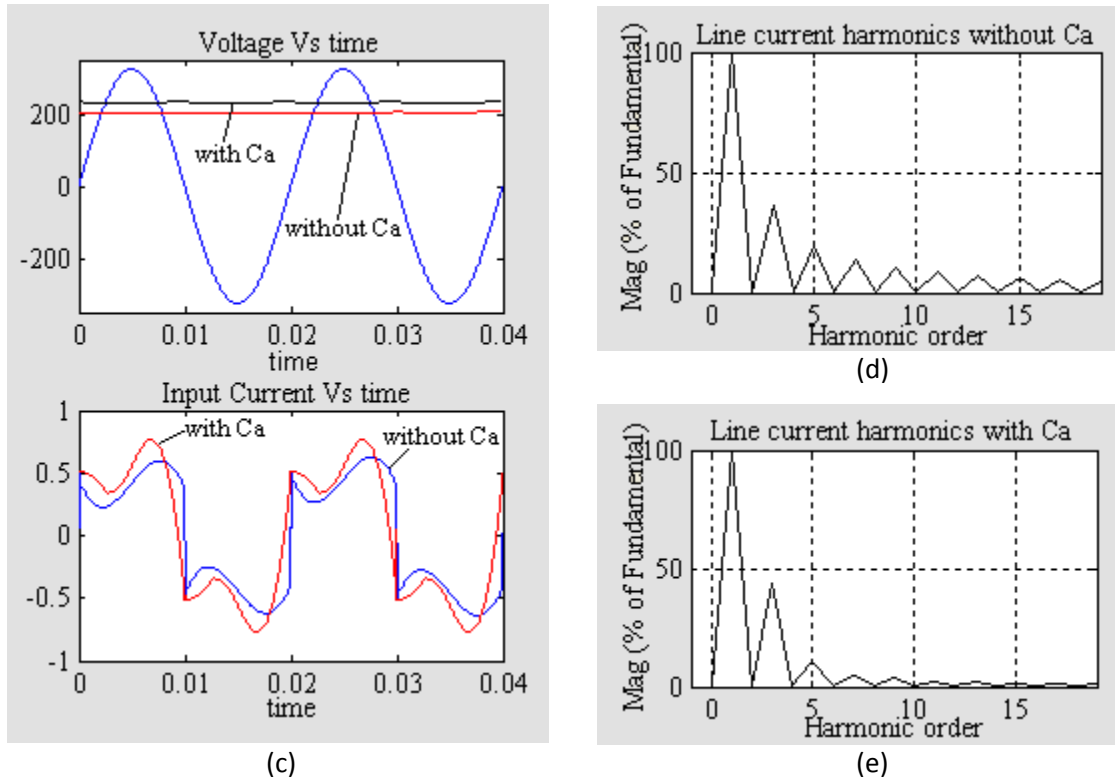 Voltage Vs time
200
0
-200
with Ca
without Ca
0 0.01 0.02 0.03 0.04
time
Input Current Vs time
1
0.5
0
-0.5
-1
with Ca
without Ca
0 0.01 0.02 0.03 0.04
time
(c)
Line current harmonics without Ca
Mag (% of Fundamental)
100
50
0
0 5 10 15
Harmonic order
(d)
Line current harmonics with Ca
Mag (% of Fundamental)
100
50
0
0 5 10 15
Harmonic order
(e)